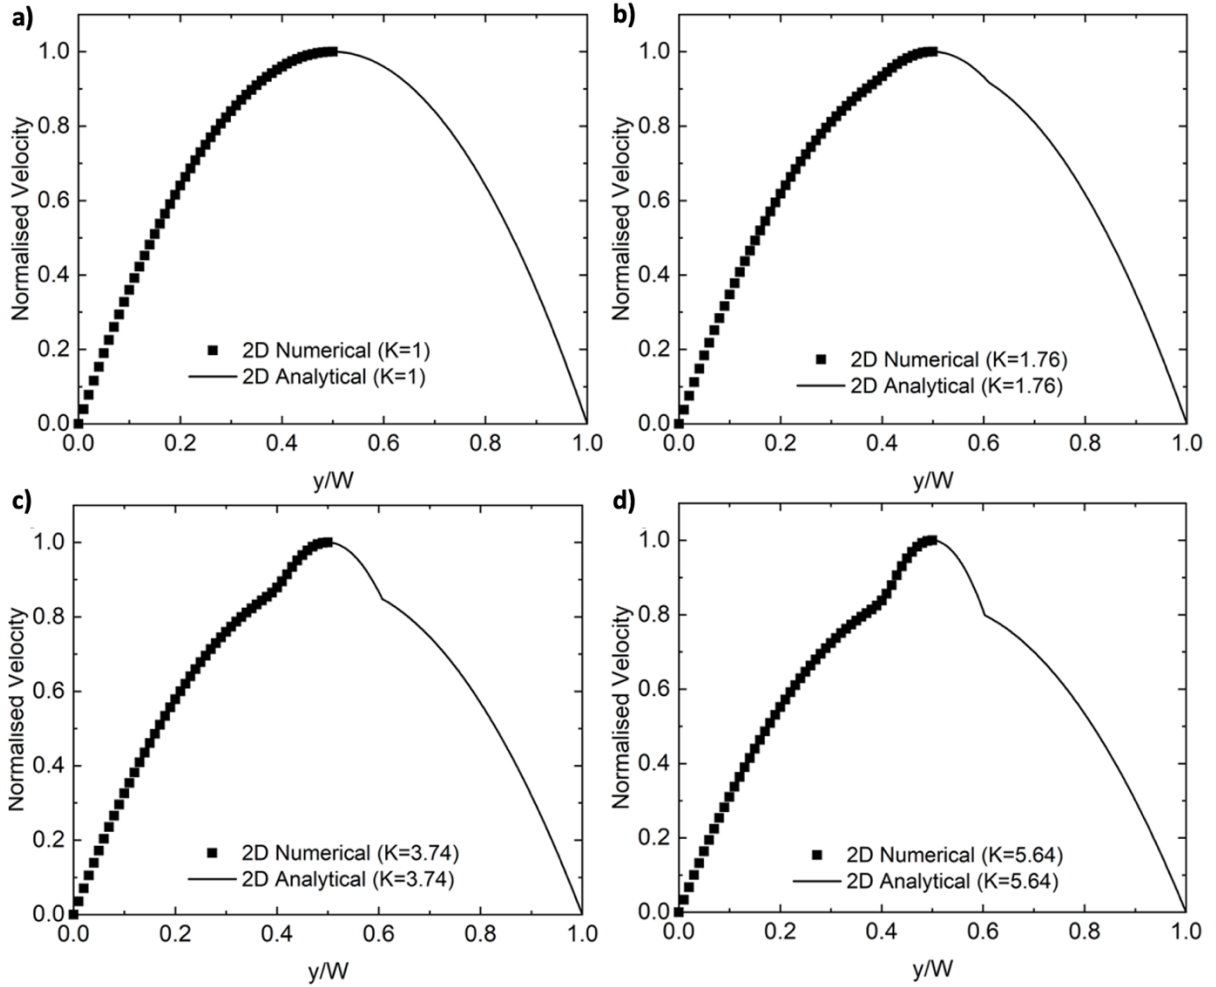 a)
Normalised Velocity
1.0
0.8
0.6
0.4
0.2
0.0
2D Numerical (K=1)
2D Analytical (K=1)
0.0 0.2 0.4 0.6 0.8 1.0
y/W
b)
Normalised Velocity
1.0
0.8
0.6
0.4
0.2
0.0
2D Numerical (K=1.76)
2D Analytical (K=1.76)
0.0 0.2 0.4 0.6 0.8 1.0
y/W
c)
Normalised Velocity
1.0
0.8
0.6
0.4
0.2
0.0
2D Numerical (K=3.74)
2D Analytical (K=3.74)
0.0 0.2 0.4 0.6 0.8 1.0
y/W
d)
Normalised Velocity
1.0
0.8
0.6
0.4
0.2
0.0
2D Numerical (K=5.64)
2D Analytical (K=5.64)
0.0 0.2 0.4 0.6 0.8 1.0
y/W